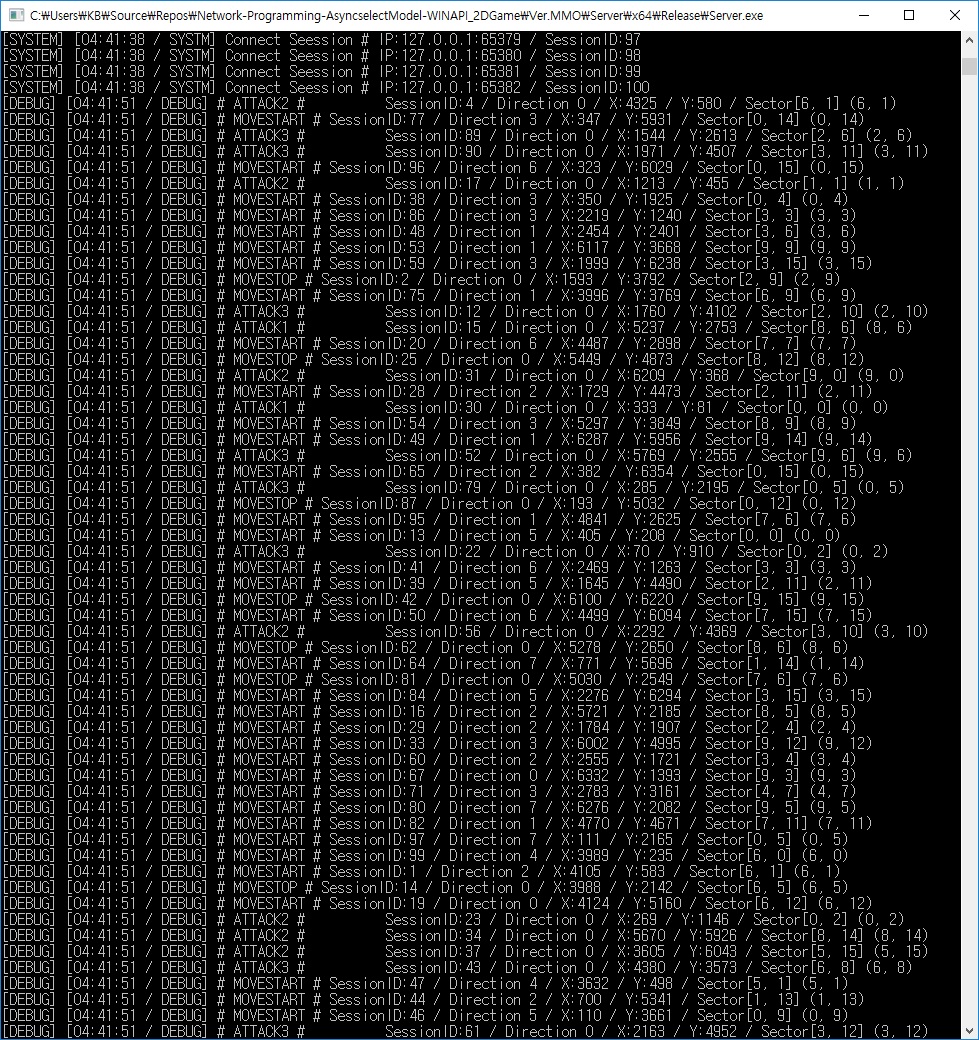 C:₩Users₩KB₩Source₩Repos₩Network-Programming-AsyncselectModel-WINAPI_2DGame₩Ver.MMO₩Server₩x64₩Release₩Server.exe
[SYSTEM] [04:41:38 / SYSTM] Connect Seession # IP:127.0.0.1:65379 / SessionID:97
[SYSTEM] [04:41:38 / SYSTM] Connect Seession # IP:127.0.0.1:65380 / SessionID:98
[SYSTEM] [04:41:38 / SYSTM] Connect Seession # IP:127.0.0.1:65381 / SessionID:99
[SYSTEM] [04:41:38 / SYSTM] Connect Seession # IP:127.0.0.1:65382 / SessionID:100
[DEBUG] [04:41:51 / DEBUG] # ATTACK2 # SessionID:4 / Direction 0 / X:4325 / Y:580 / Sector[6, 1] (6, 1)
[DEBUG] [04:41:51 / DEBUG] # MOVESTART # SessionID:77 / Direction 3 / X:347 / Y:5931 / Sector[0, 14] (0, 14)
[DEBUG] [04:41:51 / DEBUG] # ATTACK3 # SessionID:89 / Direction 0 / X:1544 / Y:2613 / Sector[2, 6] (2, 6)
[DEBUG] [04:41:51 / DEBUG] # ATTACK3 # SessionID:90 / Direction 0 / X:1971 / Y:4507 / Sector[3, 11] (3, 11)
[DEBUG] [04:41:51 / DEBUG] # MOVESTART # SessionID:96 / Direction 6 / X:323 / Y:6029 / Sector[0, 15] (0, 15)
[DEBUG] [04:41:51 / DEBUG] # ATTACK2 # SessionID:17 / Direction 0 / X:1213 / Y:455 / Sector[1, 1] (1, 1)
[DEBUG] [04:41:51 / DEBUG] # MOVESTART # SessionID:38 / Direction 3 / X:350 / Y:1925 / Sector[0, 4] (0, 4)
[DEBUG] [04:41:51 / DEBUG] # MOVESTART # SessionID:86 / Direction 3 / X:2219 / Y:1240 / Sector[3, 3] (3, 3)
[DEBUG] [04:41:51 / DEBUG] # MOVESTART # SessionID:48 / Direction 1 / X:2454 / Y:2401 / Sector[3, 6] (3, 6)
[DEBUG] [04:41:51 / DEBUG] # MOVESTART # SessionID:53 / Direction 1 / X:6117 / Y:3668 / Sector[9, 9] (9, 9)
[DEBUG] [04:41:51 / DEBUG] # MOVESTART # SessionID:59 / Direction 3 / X:1999 / Y:6238 / Sector[3, 15] (3, 15)
[DEBUG] [04:41:51 / DEBUG] # MOVESTOP # SessionID:2 / Direction 0 / X:1593 / Y:3792 / Sector[2, 9] (2, 9)
[DEBUG] [04:41:51 / DEBUG] # MOVESTART # SessionID:75 / Direction 1 / X:3996 / Y:3769 / Sector[6, 9] (6, 9)
[DEBUG] [04:41:51 / DEBUG] # ATTACK3 # SessionID:12 / Direction 0 / X:1760 / Y:4102 / Sector[2, 10] (2, 10)
[DEBUG] [04:41:51 / DEBUG] # ATTACK1 # SessionID:15 / Direction 0 / X:5237 / Y:2753 / Sector[8, 6] (8, 6)
[DEBUG] [04:41:51 / DEBUG] # MOVESTART # SessionID:20 / Direction 6 / X:4487 / Y:2898 / Sector[7, 7] (7, 7)
[DEBUG] [04:41:51 / DEBUG] # MOVESTOP # SessionID:25 / Direction 0 / X:5449 / Y:4873 / Sector[8, 12] (8, 12)
[DEBUG] [04:41:51 / DEBUG] # ATTACK2 # SessionID:31 / Direction 0 / X:6209 / Y:368 / Sector[9, 0] (9, 0)
[DEBUG] [04:41:51 / DEBUG] # MOVESTART # SessionID:28 / Direction 2 / X:1729 / Y:4473 / Sector[2, 11] (2, 11)
[DEBUG] [04:41:51 / DEBUG] # ATTACK1 # SessionID:30 / Direction 0 / X:333 / Y:81 / Sector[0, 0] (0, 0)
[DEBUG] [04:41:51 / DEBUG] # MOVESTART # SessionID:54 / Direction 3 / X:5297 / Y:3849 / Sector[8, 9] (8, 9)
[DEBUG] [04:41:51 / DEBUG] # MOVESTART # SessionID:49 / Direction 1 / X:6287 / Y:5956 / Sector[9, 14] (9, 14)
[DEBUG] [04:41:51 / DEBUG] # ATTACK3 # SessionID:52 / Direction 0 / X:5769 / Y:2555 / Sector[9, 6] (9, 6)
[DEBUG] [04:41:51 / DEBUG] # MOVESTART # SessionID:65 / Direction 2 / X:382 / Y:6354 / Sector[0, 15] (0, 15)
[DEBUG] [04:41:51 / DEBUG] # ATTACK3 # SessionID:79 / Direction 0 / X:285 / Y:2195 / Sector[0, 5] (0, 5)
[DEBUG] [04:41:51 / DEBUG] # MOVESTOP # SessionID:87 / Direction 0 / X:193 / Y:5032 / Sector[0, 12] (0, 12)
[DEBUG] [04:41:51 / DEBUG] # MOVESTART # SessionID:95 / Direction 1 / X:4841 / Y:2625 / Sector[7, 6] (7, 6)
[DEBUG] [04:41:51 / DEBUG] # MOVESTART # SessionID:13 / Direction 5 / X:405 / Y:208 / Sector[0, 0] (0, 0)
[DEBUG] [04:41:51 / DEBUG] # ATTACK3 # SessionID:22 / Direction 0 / X:70 / Y:910 / Sector[0, 2] (0, 2)
[DEBUG] [04:41:51 / DEBUG] # MOVESTART # SessionID:41 / Direction 6 / X:2469 / Y:1263 / Sector[3, 3] (3, 3)
[DEBUG] [04:41:51 / DEBUG] # MOVESTART # SessionID:39 / Direction 5 / X:1645 / Y:4490 / Sector[2, 11] (2, 11)
[DEBUG] [04:41:51 / DEBUG] # MOVESTOP # SessionID:42 / Direction 0 / X:6100 / Y:6220 / Sector[9, 15] (9, 15)
[DEBUG] [04:41:51 / DEBUG] # MOVESTART # SessionID:50 / Direction 6 / X:4499 / Y:6094 / Sector[7, 15] (7, 15)
[DEBUG] [04:41:51 / DEBUG] # ATTACK2 # SessionID:56 / Direction 0 / X:2292 / Y:4369 / Sector[3, 10] (3, 10)
[DEBUG] [04:41:51 / DEBUG] # MOVESTOP # SessionID:62 / Direction 0 / X:5278 / Y:2650 / Sector[8, 6] (8, 6)
[DEBUG] [04:41:51 / DEBUG] # MOVESTART # SessionID:64 / Direction 7 / X:771 / Y:5696 / Sector[1, 14] (1, 14)
[DEBUG] [04:41:51 / DEBUG] # MOVESTOP # SessionID:81 / Direction 0 / X:5030 / Y:2549 / Sector[7, 6] (7, 6)
[DEBUG] [04:41:51 / DEBUG] # MOVESTART # SessionID:84 / Direction 5 / X:2276 / Y:6294 / Sector[3, 15] (3, 15)
[DEBUG] [04:41:51 / DEBUG] # MOVESTART # SessionID:16 / Direction 2 / X:5721 / Y:2185 / Sector[8, 5] (8, 5)
[DEBUG] [04:41:51 / DEBUG] # MOVESTART # SessionID:29 / Direction 2 / X:1784 / Y:1907 / Sector[2, 4] (2, 4)
[DEBUG] [04:41:51 / DEBUG] # MOVESTART # SessionID:33 / Direction 3 / X:6002 / Y:4995 / Sector[9, 12] (9, 12)
[DEBUG] [04:41:51 / DEBUG] # MOVESTART # SessionID:60 / Direction 2 / X:2555 / Y:1721 / Sector[3, 4] (3, 4)
[DEBUG] [04:41:51 / DEBUG] # MOVESTART # SessionID:67 / Direction 0 / X:6332 / Y:1393 / Sector[9, 3] (9, 3)
[DEBUG] [04:41:51 / DEBUG] # MOVESTART # SessionID:71 / Direction 3 / X:2783 / Y:3161 / Sector[4, 7] (4, 7)
[DEBUG] [04:41:51 / DEBUG] # MOVESTART # SessionID:80 / Direction 7 / X:6276 / Y:2082 / Sector[9, 5] (9, 5)
[DEBUG] [04:41:51 / DEBUG] # MOVESTART # SessionID:82 / Direction 1 / X:4770 / Y:4671 / Sector[7, 11] (7, 11)
[DEBUG] [04:41:51 / DEBUG] # MOVESTART # SessionID:97 / Direction 7 / X:111 / Y:2165 / Sector[0, 5] (0, 5)
[DEBUG] [04:41:51 / DEBUG] # MOVESTART # SessionID:99 / Direction 4 / X:3989 / Y:235 / Sector[6, 0] (6, 0)
[DEBUG] [04:41:51 / DEBUG] # MOVESTART # SessionID:1 / Direction 2 / X:4105 / Y:583 / Sector[6, 1] (6, 1)
[DEBUG] [04:41:51 / DEBUG] # MOVESTOP # SessionID:14 / Direction 0 / X:3988 / Y:2142 / Sector[6, 5] (6, 5)
[DEBUG] [04:41:51 / DEBUG] # MOVESTART # SessionID:19 / Direction 0 / X:4124 / Y:5160 / Sector[6, 12] (6, 12)
[DEBUG] [04:41:51 / DEBUG] # ATTACK2 # SessionID:23 / Direction 0 / X:269 / Y:1146 / Sector[0, 2] (0, 2)
[DEBUG] [04:41:51 / DEBUG] # ATTACK2 # SessionID:34 / Direction 0 / X:5670 / Y:5926 / Sector[8, 14] (8, 14)
[DEBUG] [04:41:51 / DEBUG] # ATTACK2 # SessionID:37 / Direction 0 / X:3605 / Y:6043 / Sector[5, 15] (5, 15)
[DEBUG] [04:41:51 / DEBUG] # ATTACK3 # SessionID:43 / Direction 0 / X:4380 / Y:3573 / Sector[6, 8] (6, 8)
[DEBUG] [04:41:51 / DEBUG] # MOVESTART # SessionID:47 / Direction 4 / X:3632 / Y:498 / Sector[5, 1] (5, 1)
[DEBUG] [04:41:51 / DEBUG] # MOVESTART # SessionID:44 / Direction 2 / X:700 / Y:5341 / Sector[1, 13] (1, 13)
[DEBUG] [04:41:51 / DEBUG] # MOVESTART # SessionID:46 / Direction 5 / X:110 / Y:3661 / Sector[0, 9] (0, 9)
[DEBUG] [04:41:51 / DEBUG] # ATTACK3 # SessionID:61 / Direction 0 / X:2163 / Y:4952 / Sector[3, 12] (3, 12)